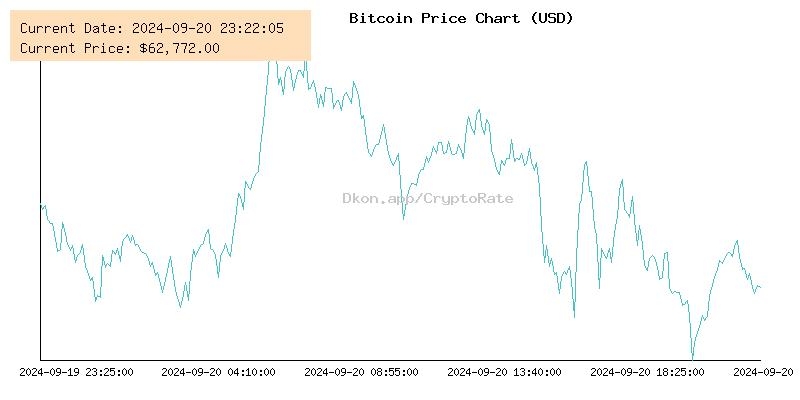 Bitcoin Price Chart (USD)
Current Date: 2024-09-20 23:22:05
Current Price: $62,772.00
Dkon.app/CryptoRate
2024-09-19 23:25:00 2024-09-20 04:10:00 2024-09-20 08:55:00 2024-09-20 13:40:00 2024-09-20 18:25:00 2024-09-20